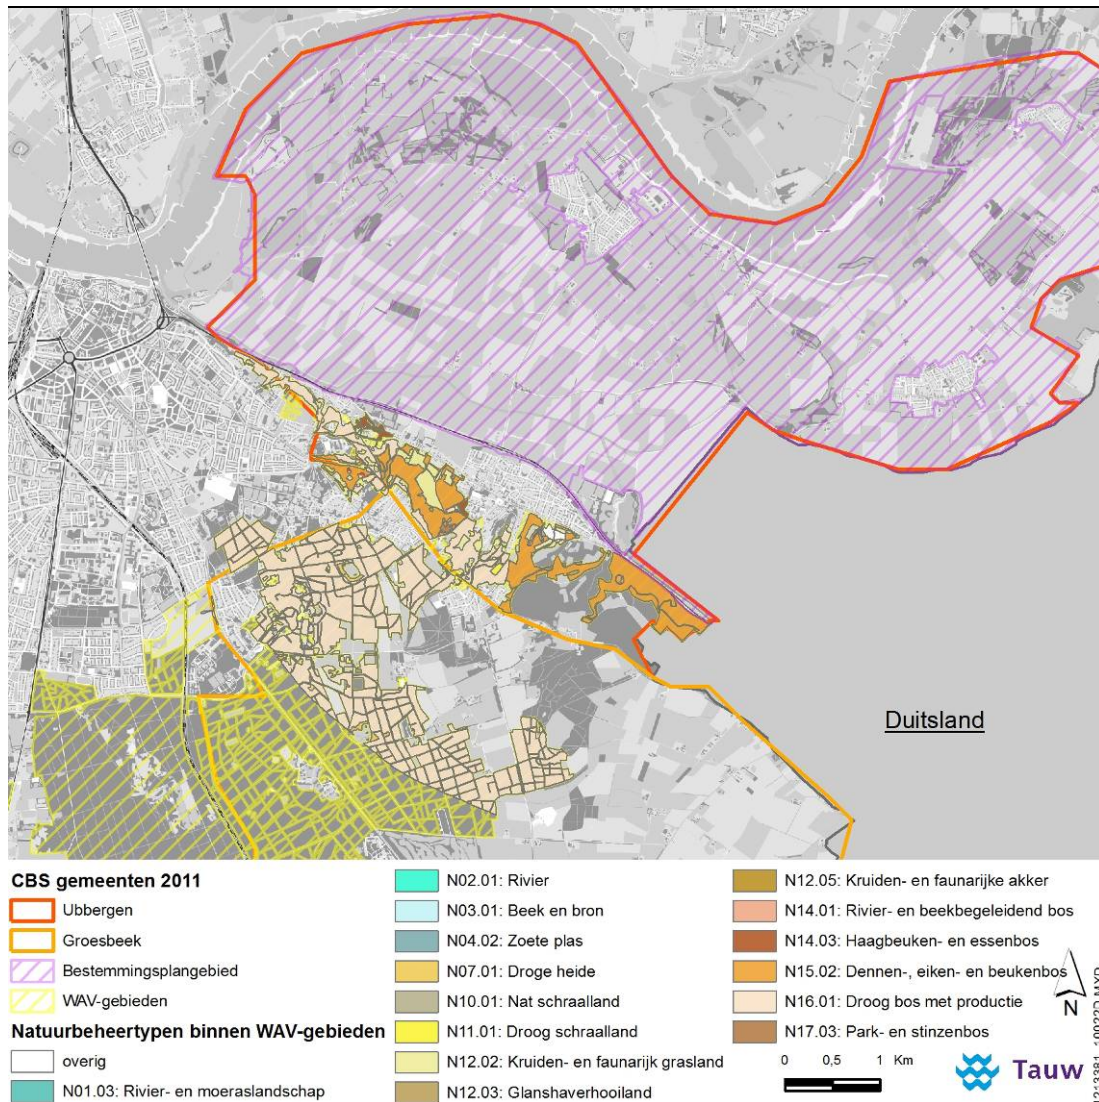 Duitsland
CBS gemeenten 2011
Ubbergen
Groesbeek
Bestemmingsplangebied
WAV-gebieden
Natuurbeheertypen binnen WAV-gebieden
overig
N01.03: Rivier- en moeraslandschap
N02.01: Rivier
N03.01: Beek en bron
N04.02: Zoete plas
N07.01: Droge heide
N10.01: Nat schraalland
N11.01: Droog schraalland
N12.02: Kruiden- en faunarijk grasland
N12.03: Glanshaverhooiland
N12.05: Kruiden- en faunarijke akker
N14.01: Rivier- en beekbegeleidend bos
N14.03: Haagbeuken- en essenbos
N15.02: Dennen-, eiken- en beukenbos
N16.01: Droog bos met productie
N17.03: Park- en stinzenbos
N
0 0,5 1 Km
Tauw